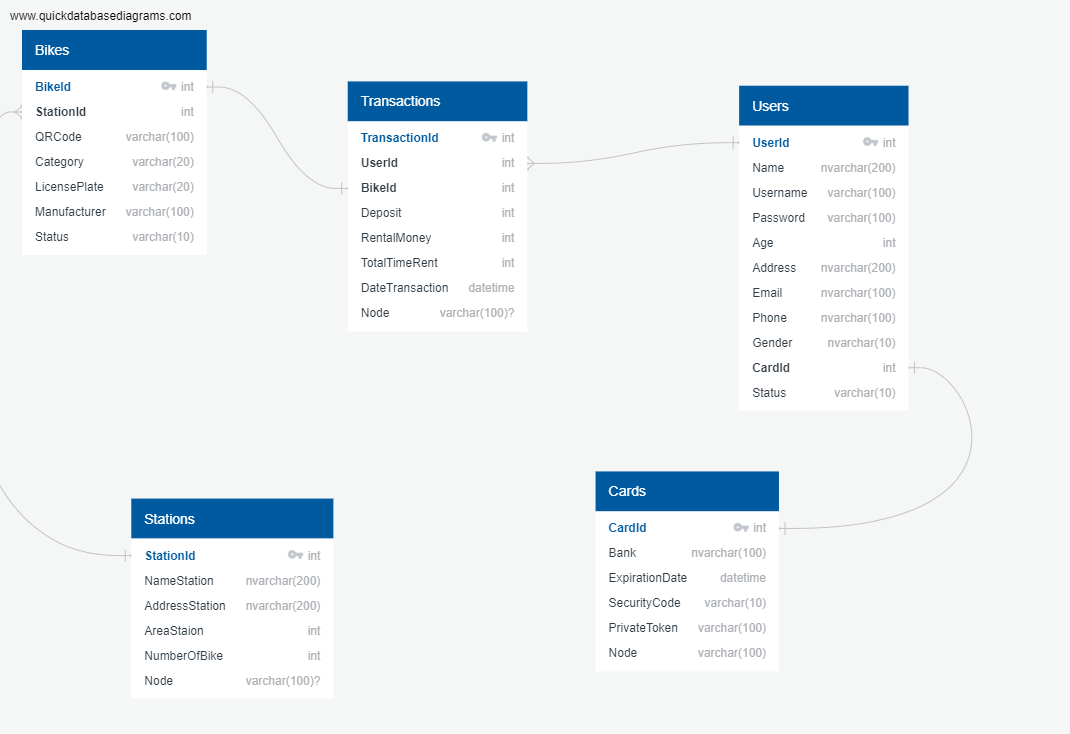 www.quickdatabasediagrams.com
Bikes
BikeId int
StationId int
QRCode varchar(100)
Category varchar(20)
LicensePlate varchar(20)
Manufacturer varchar(100)
Status varchar(10)
Transactions
TransactionId int
UserId int
BikeId int
Deposit int
RentalMoney int
TotalTimeRent int
DateTransaction datetime
Node varchar(100)?
Users
UserId int
Name nvarchar(200)
Username varchar(100)
Password varchar(100)
Age int
Address nvarchar(200)
Email nvarchar(100)
Phone nvarchar(100)
Gender nvarchar(10)
CardId int
Status varchar(10)
Stations
StationId int
NameStation nvarchar(200)
AddressStation nvarchar(200)
AreaStaion int
NumberOfBike int
Node varchar(100)?
Cards
CardId int
Bank nvarchar(100)
ExpirationDate datetime
SecurityCode varchar(10)
PrivateToken varchar(100)
Node varchar(100)